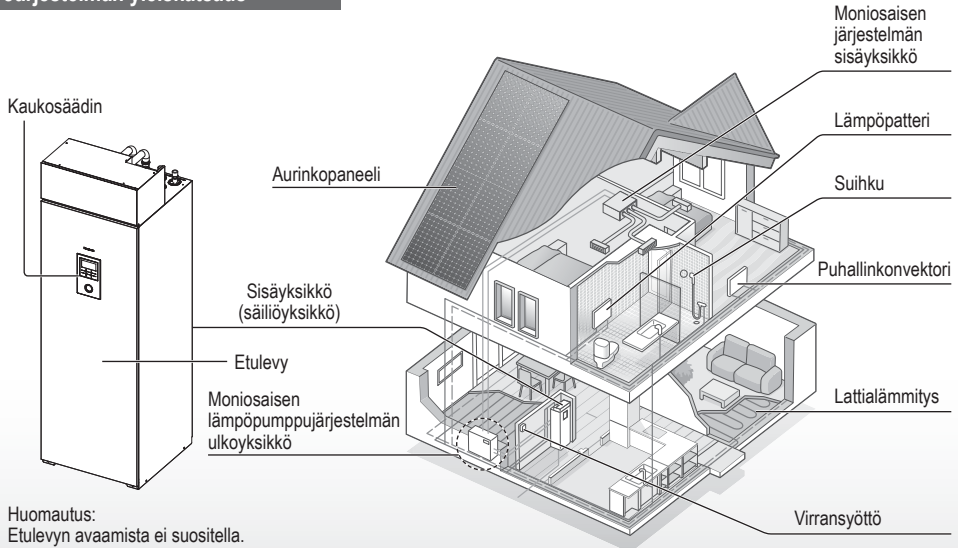 Kaukosäädin
Aurinkopaneeli
Sisäyksikkö
(säiliöyksikkö)
Etulevy
Moniosaisen
lämpöpumppujärjestelmän
ulkoyksikkö
Huomautus:
Etulevyn avaamista ei suositella.
Moniosaisen
järjestelmän
sisäyksikkö
Lämpöpatteri
Suihku
Puhallinkonvektori
Lattialämmitys
Virransyöttö